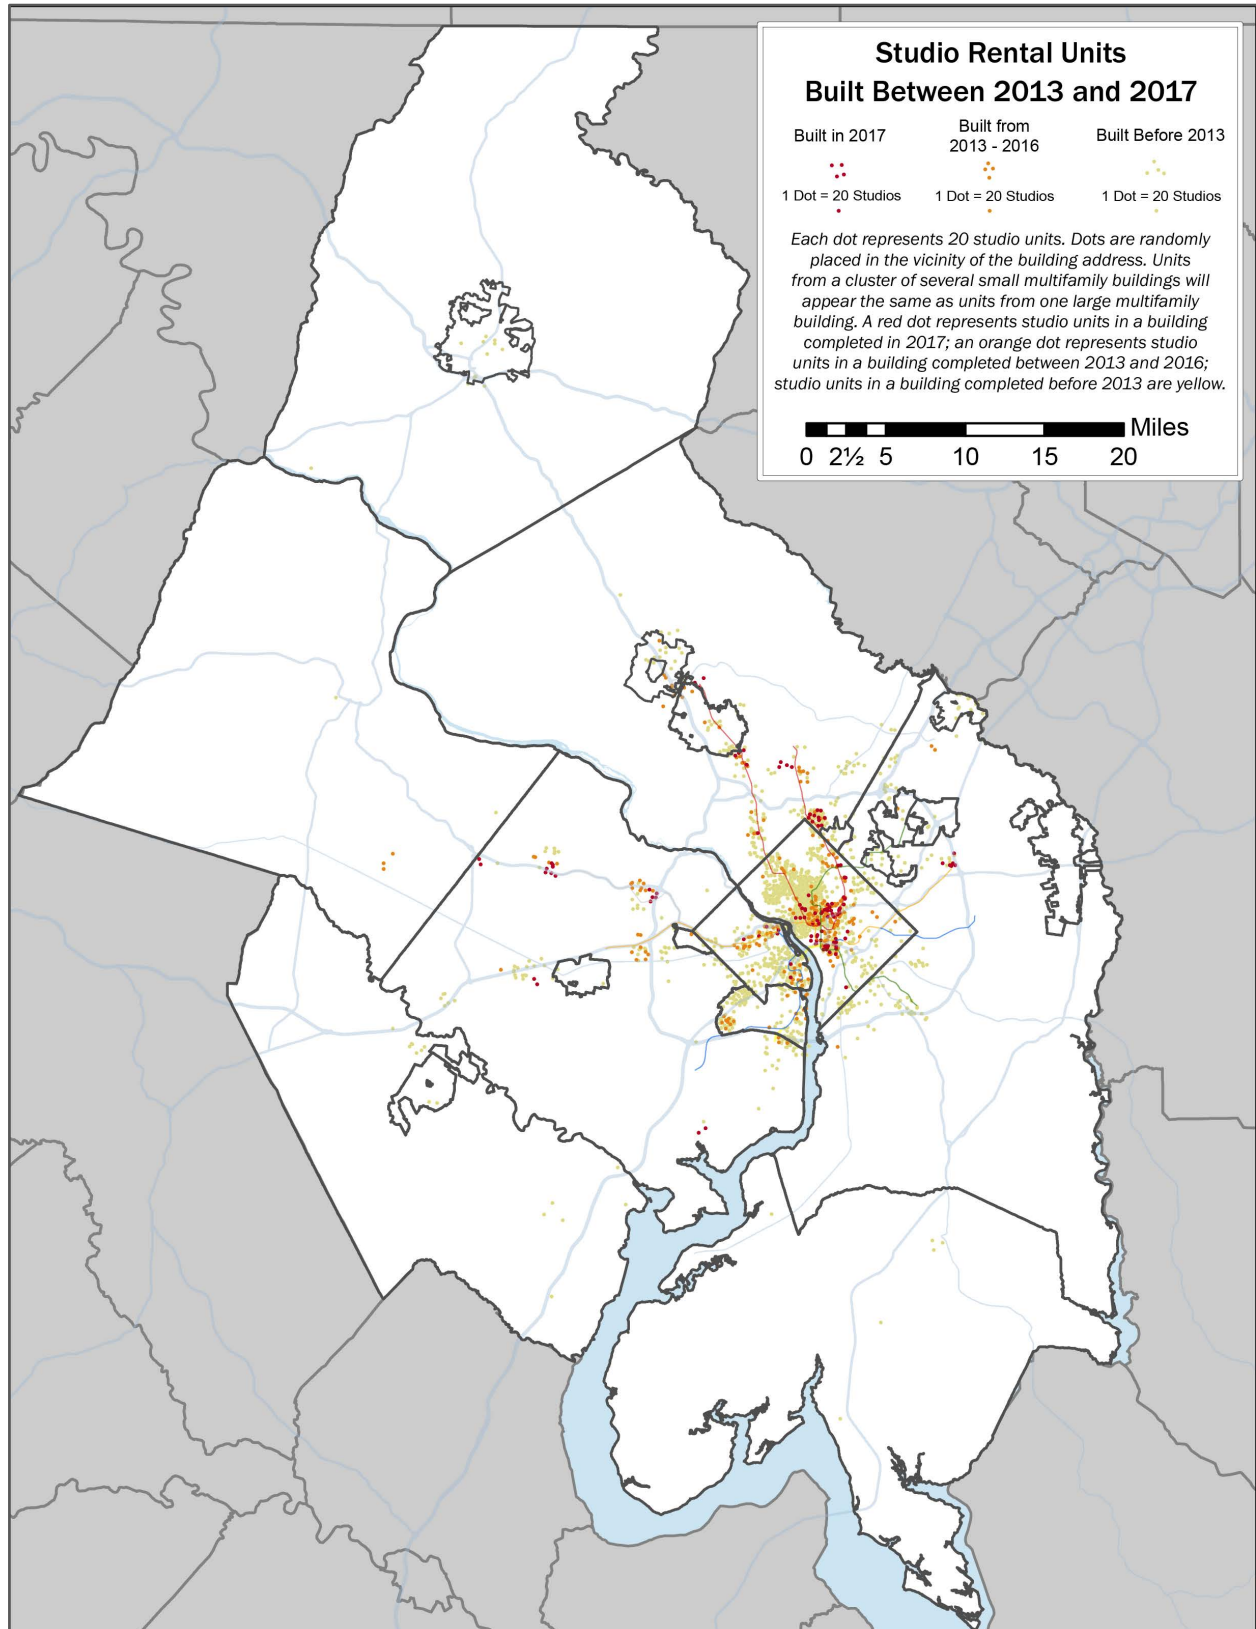 Studio Rental Units
Built Between 2013 and 2017
Built in 2017
Built from
2013 - 2016
Built Before 2013
1 Dot = 20 Studios
1 Dot = 20 Studios
1 Dot = 20 Studios
Each dot represents 20 studio units. Dots are randomly
placed in the vicinity of the building address. Units
from a cluster of several small multifamily buildings will
appear the same as units from one large multifamily
building. A red dot represents studio units in a building
completed in 2017; an orange dot represents studio
units in a building completed between 2013 and 2016;
studio units in a building completed before 2013 are yellow.
Miles
0 2½ 5 10 15 20